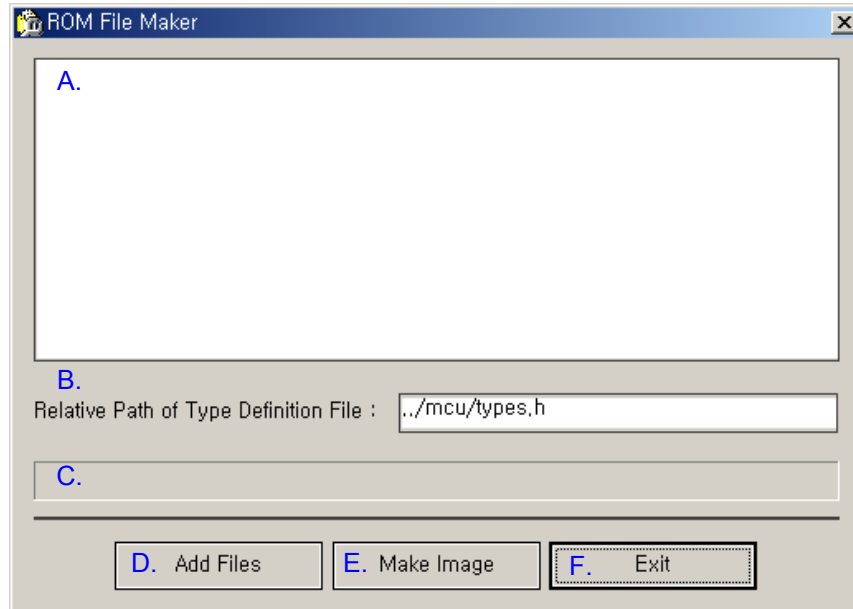 ROM File Maker
A.
B.
Relative Path of Type Definition File : ../mcu/types.h
C.
D. Add Files E. Make Image F. Exit